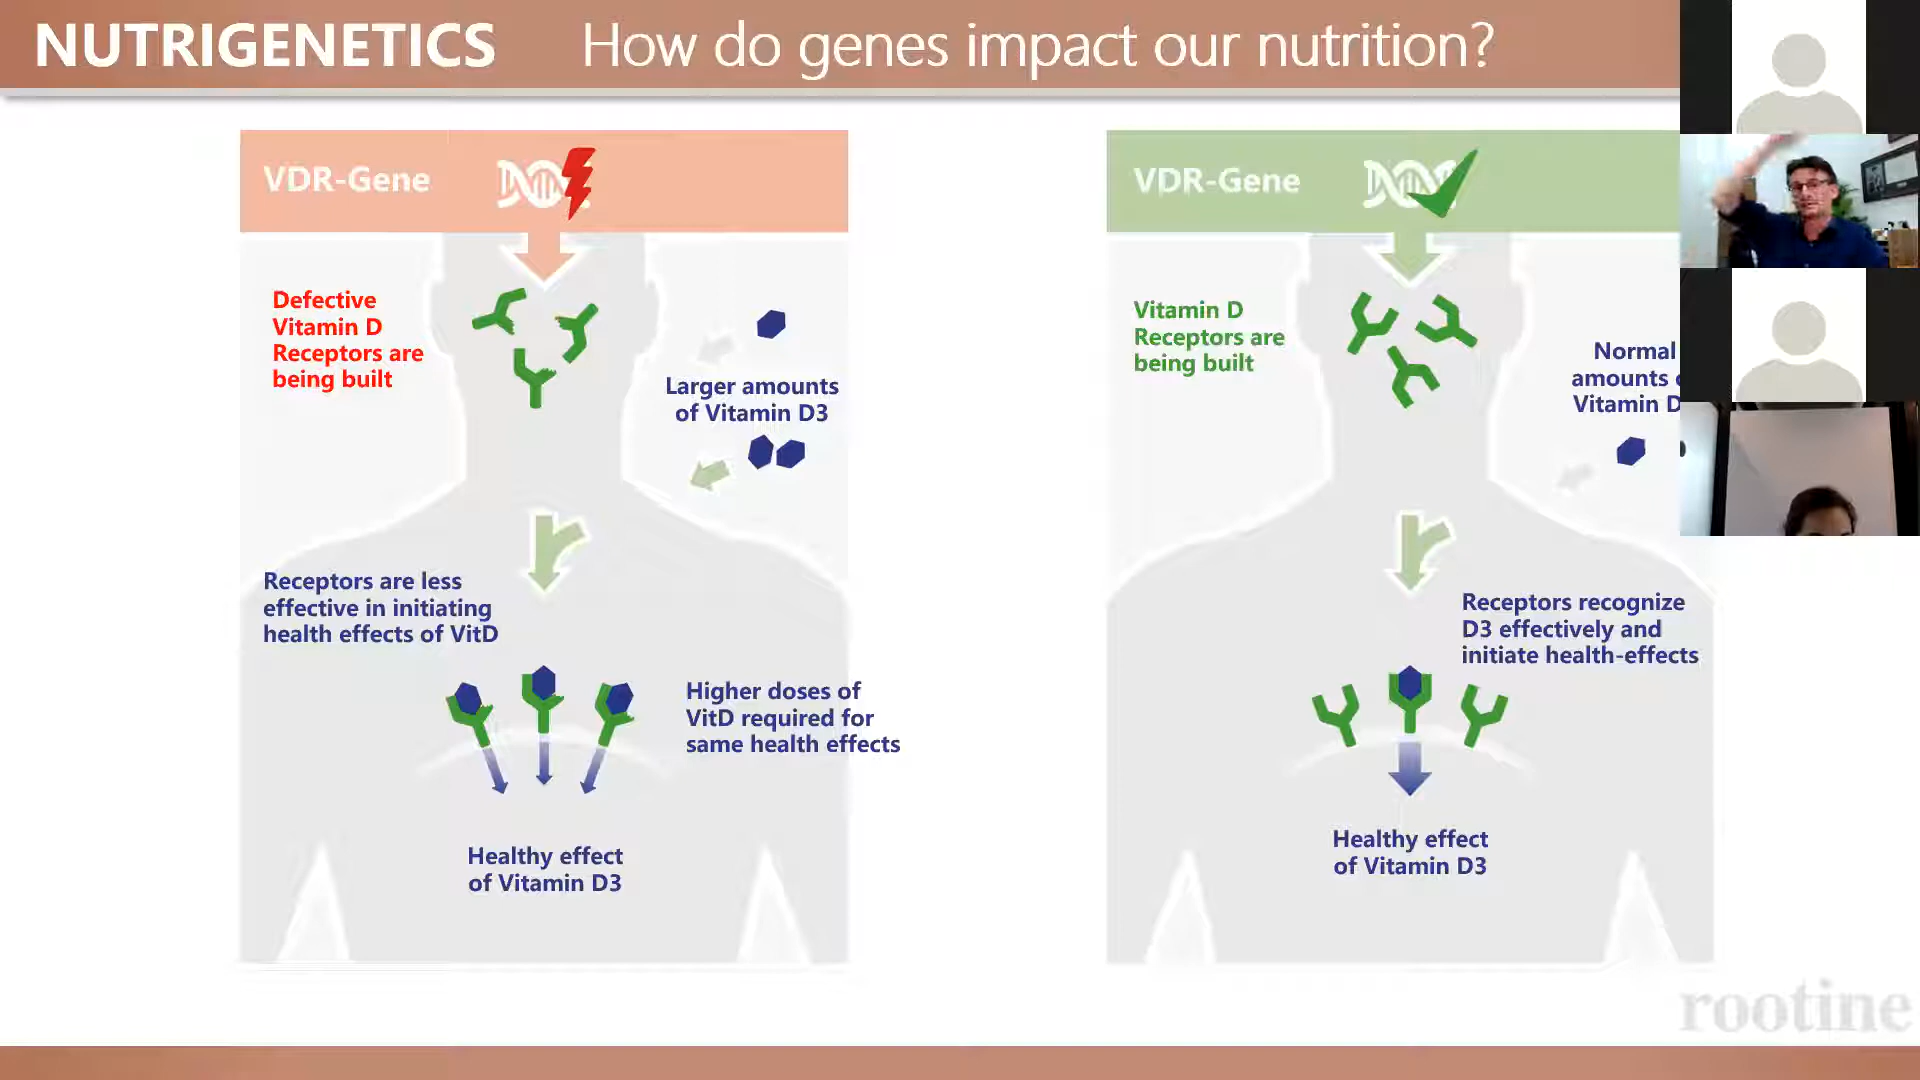 NUTRIGENETICS How do genes impact our nutrition?
VDR-Gene
Defective
Vitamin D
Receptors are
being built
Larger amounts
of Vitamin D3
Receptors are less
effective in initiating
health effects of VitD
Higher doses of
VitD required for
same health effects
Healthy effect
of Vitamin D3
VDR-Gene
Vitamin D
Receptors are
being built
Normal
amounts
Vitamin D
Receptors recognize
D3 effectively and
initiate health-effects
Healthy effect
of Vitamin D3
rootine